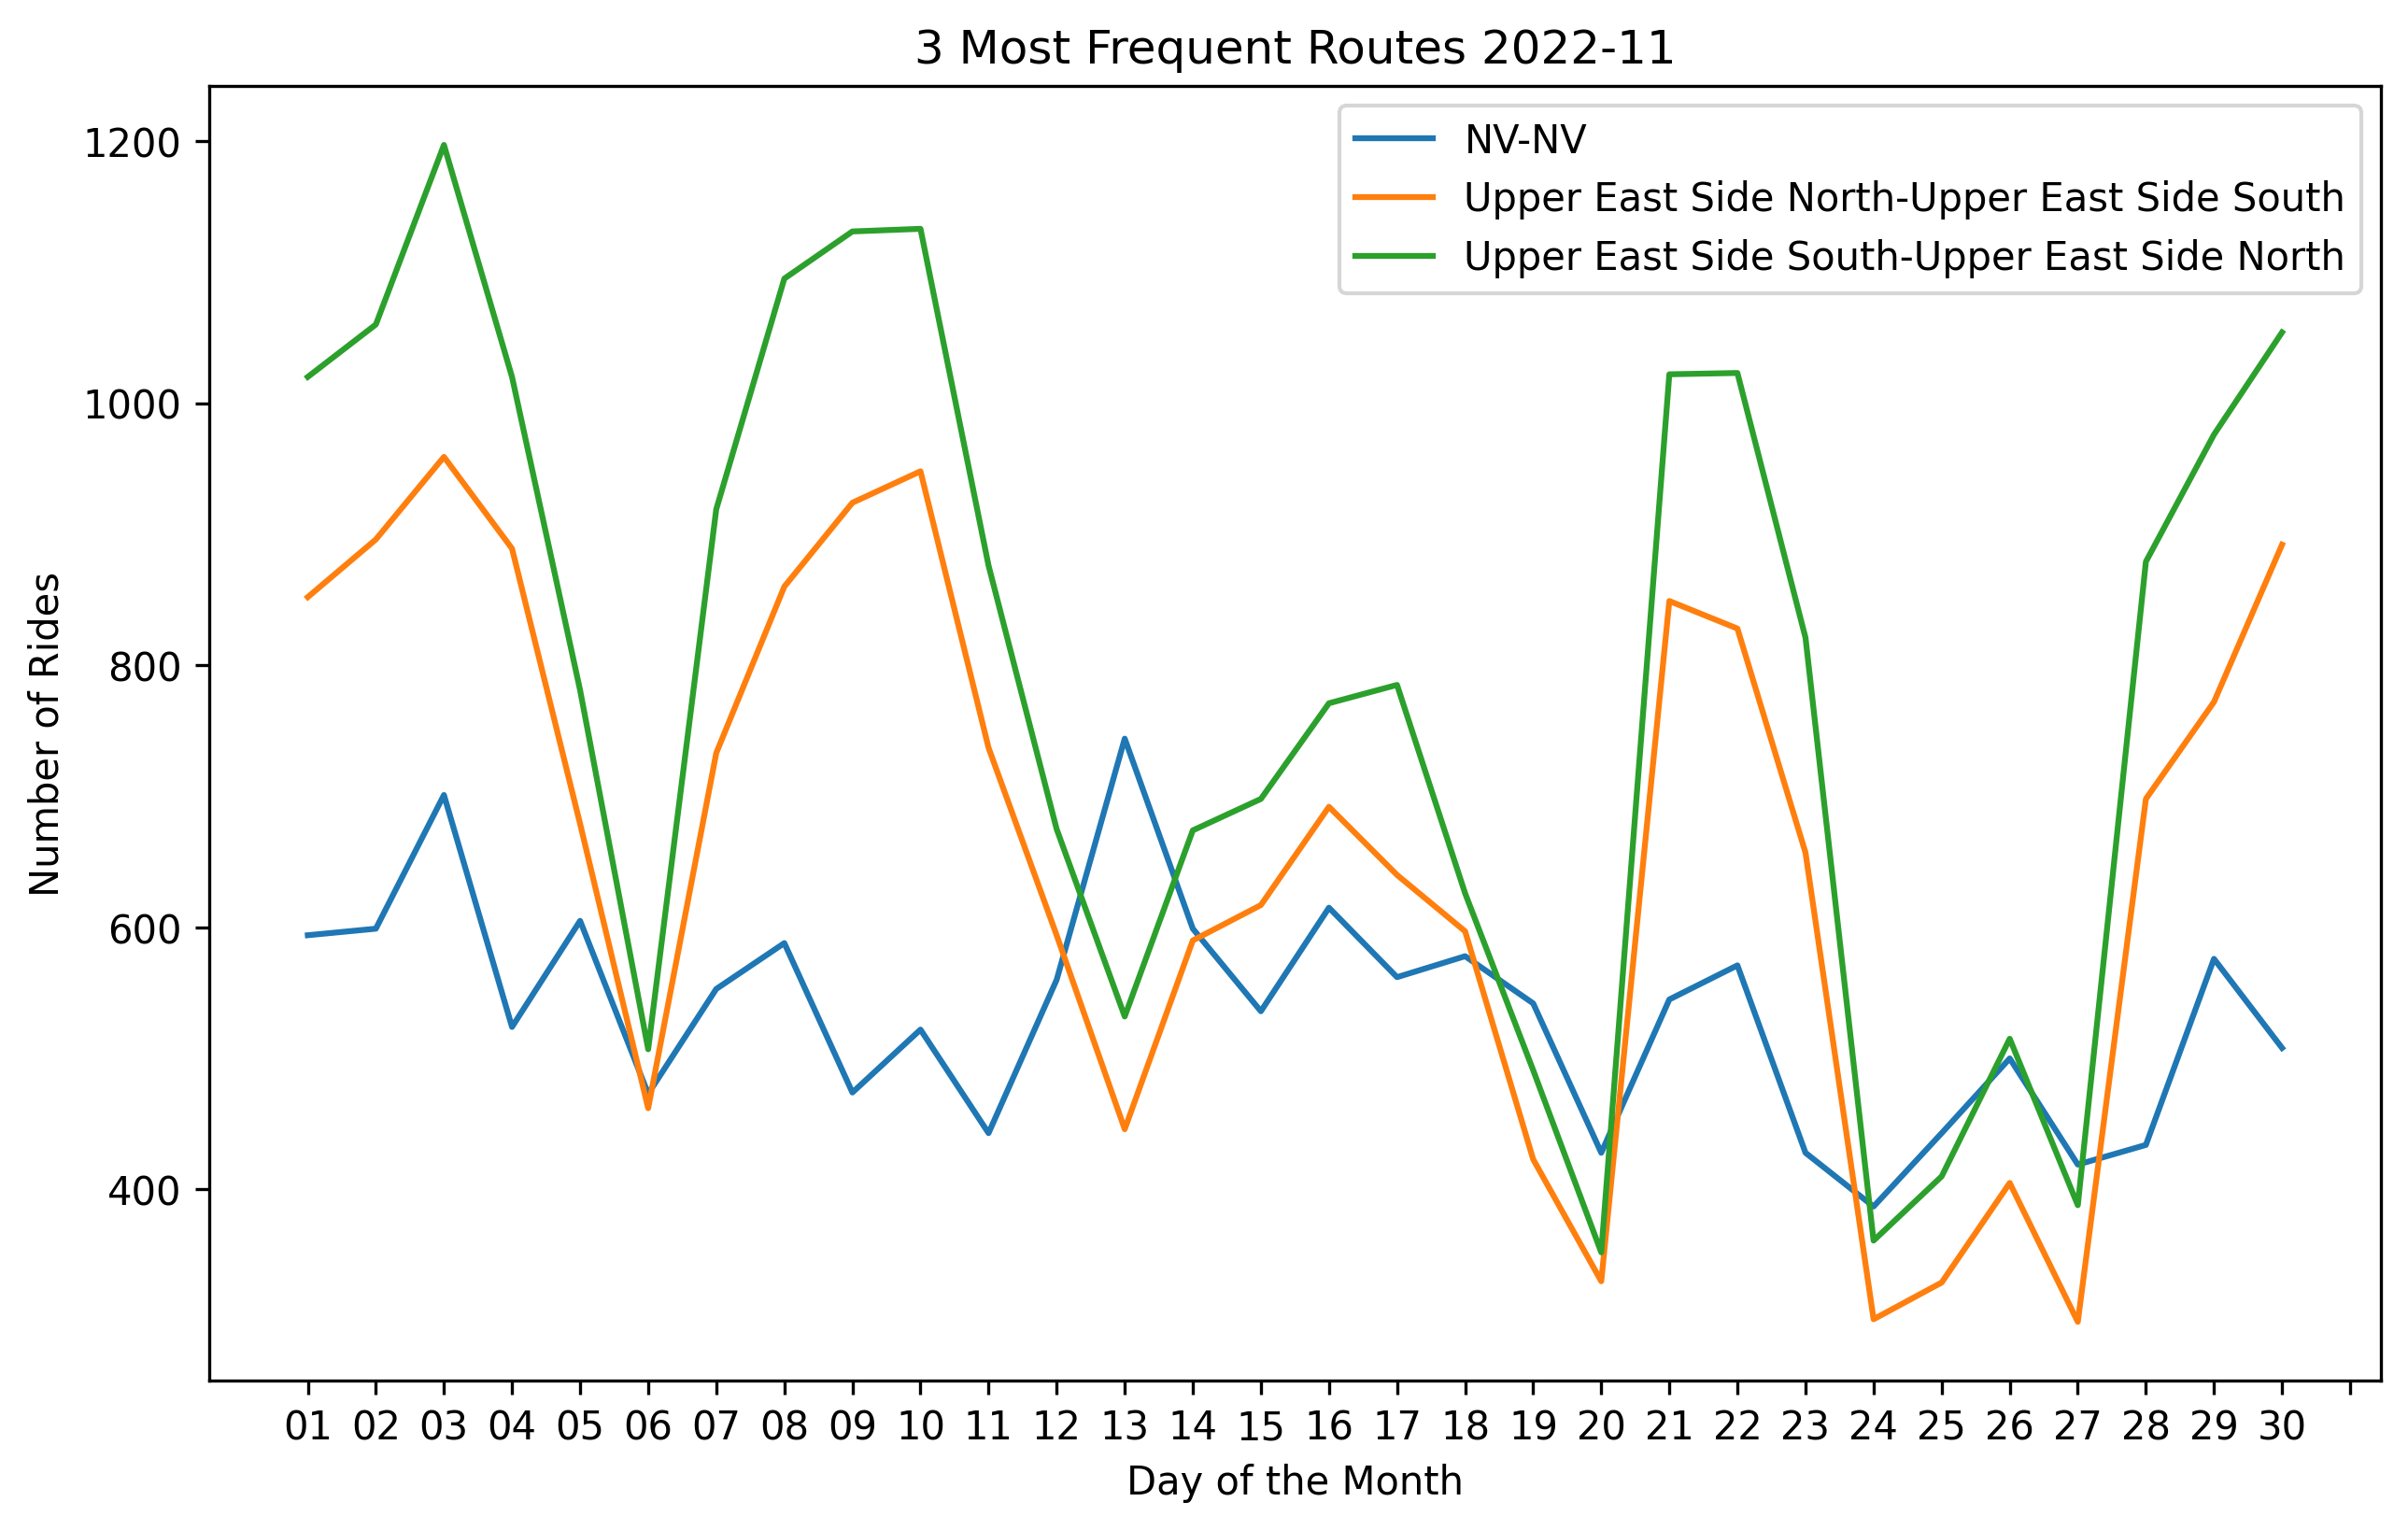 3 Most Frequent Routes 2022-11
NV-NV
Upper East Side North-Upper East Side South
Upper East Side South-Upper East Side North
1200
1000
800
600
400
Number of Rides
01 02 03 04 05 06 07 08 09 10 11 12 13 14 15 16 17 18 19 20 21 22 23 24 25 26 27 28 29 30
Day of the Month